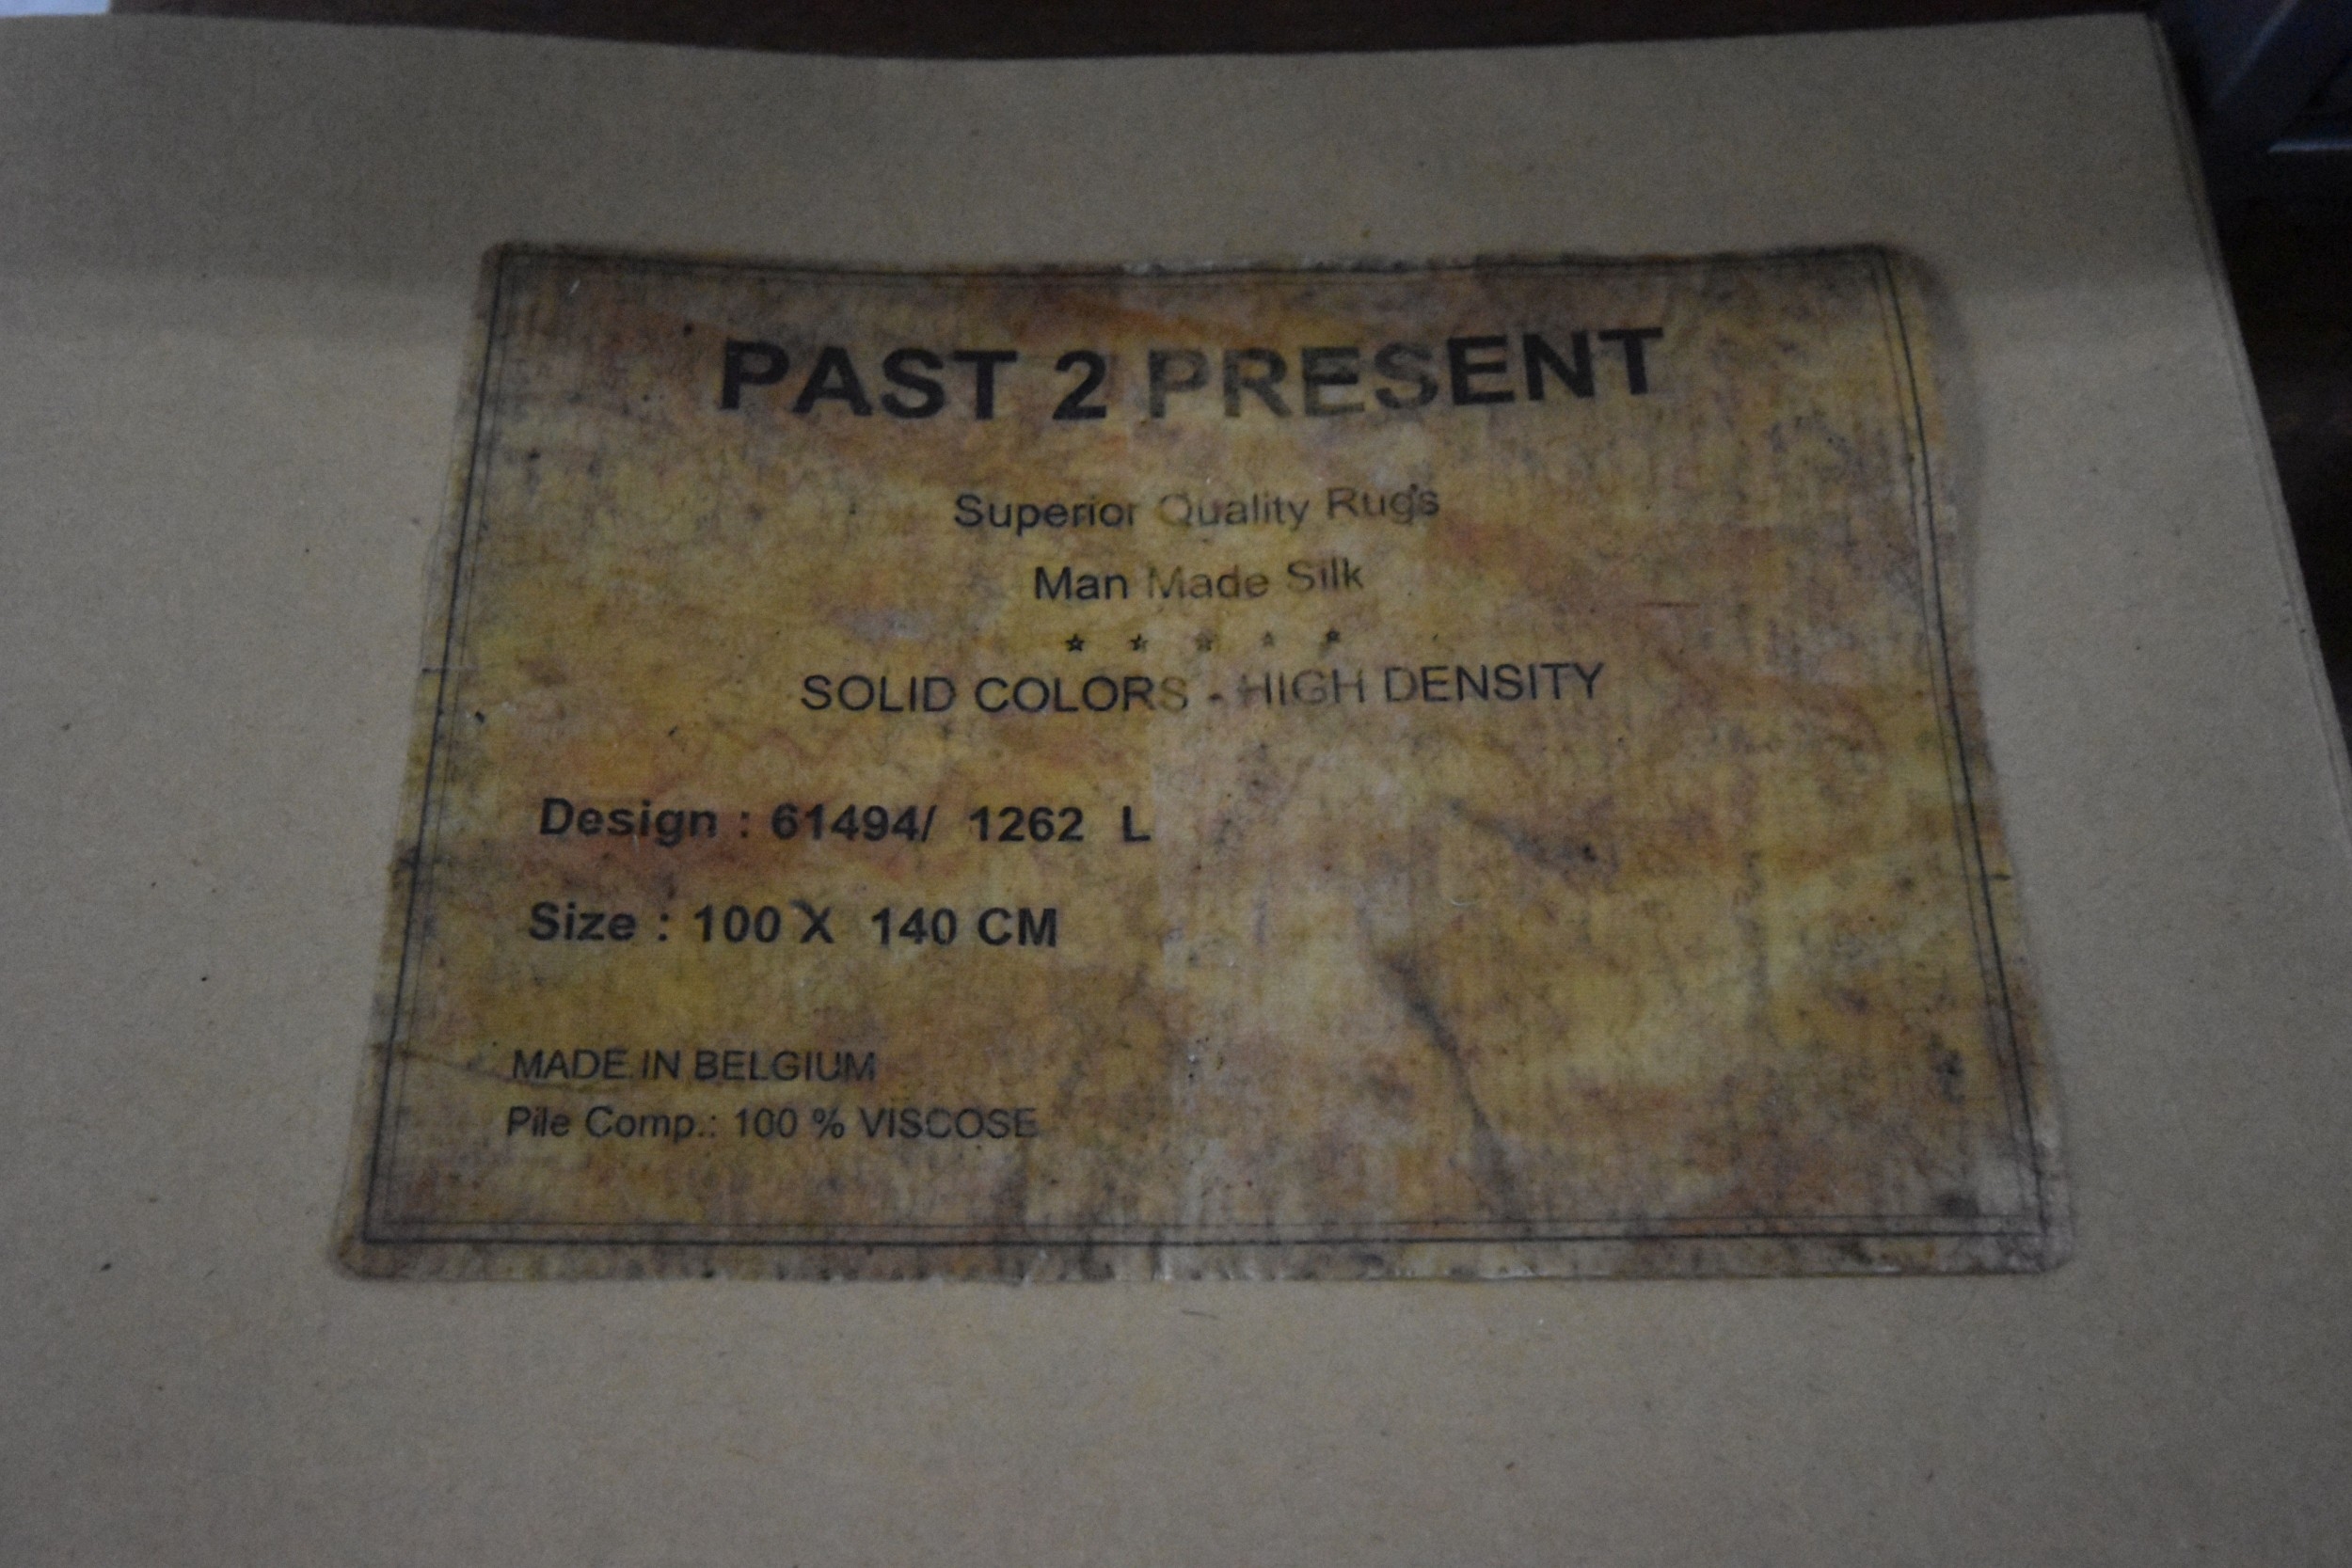 PAST 2 PRESENT
Superior Quality Rugs
Man Made Silk
☆ ☆ ☆ ☆ ☆
SOLID COLORS - HIGH DENSITY
Design : 61494/ 1262 L
Size : 100 X 140 CM
MADE IN BELGIUM
Pile Comp.: 100 % VISCOSE